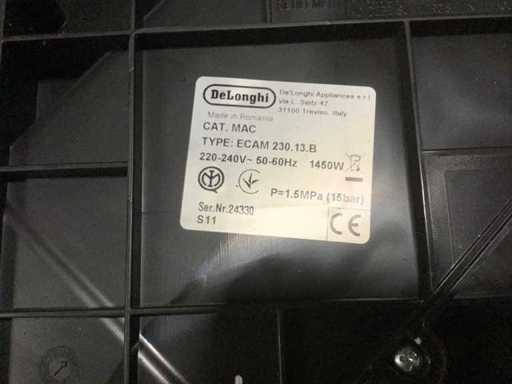 DeLonghi
De'Longhi Appliances s.r.l
via L. Seitz 47
31100 Treviso, Italy
Made in Romania
CAT. MAC
TYPE: ECAM 230.13.B
220-240V~ 50-60Hz 1450W
P=1.5MPa (15bar)
Ser.Nr.24330
S11
CE